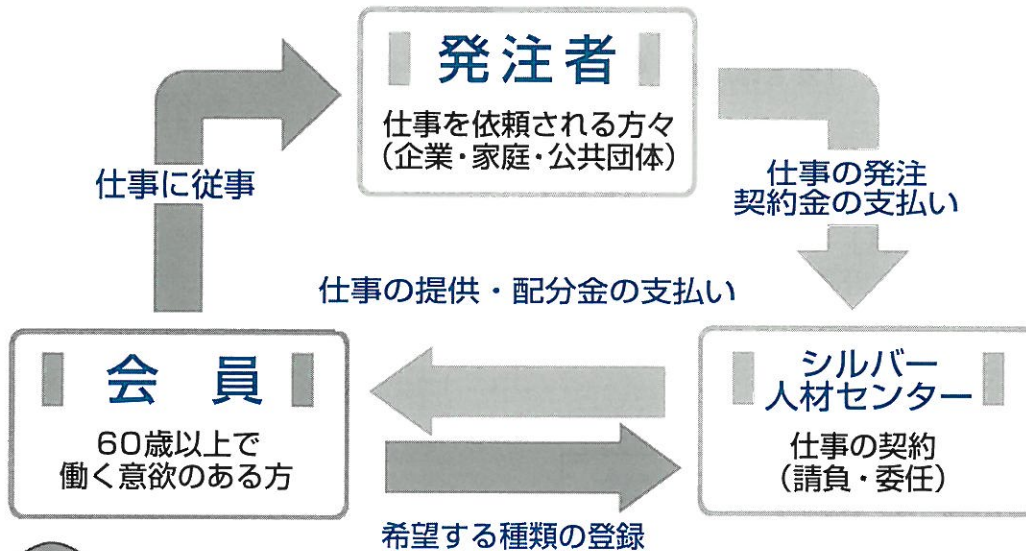 発注者
仕事を依頼される方々
（企業・家庭・公共団体）
仕事に従事
仕事の発注
契約金の支払い
仕事の提供・配分金の支払い
会員
60歳以上で
働く意欲のある方
シルバー
人材センター
仕事の契約
（請負・委任）
希望する種類の登録